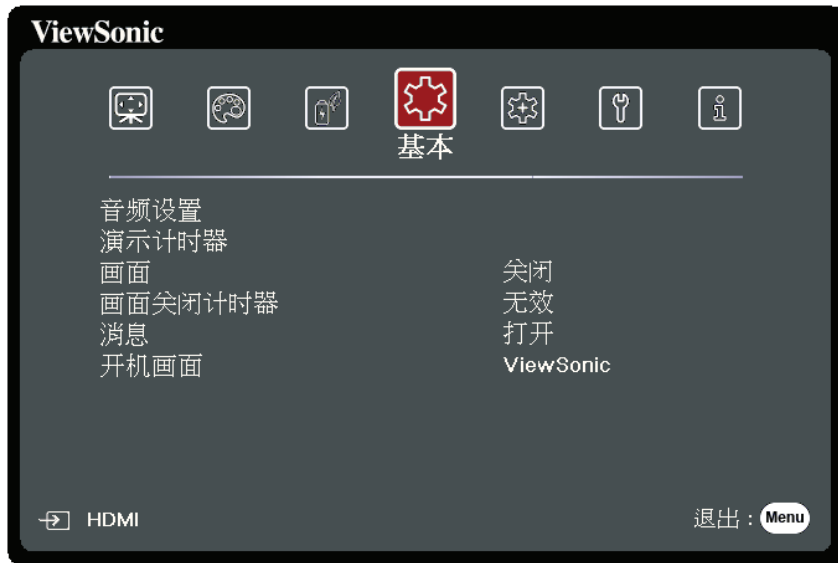 ViewSonic
基本
音频设置
演示计时器
画面 关闭
画面关闭计时器 无效
消息 打开
开机画面 ViewSonic
HDMI
退出：Menu